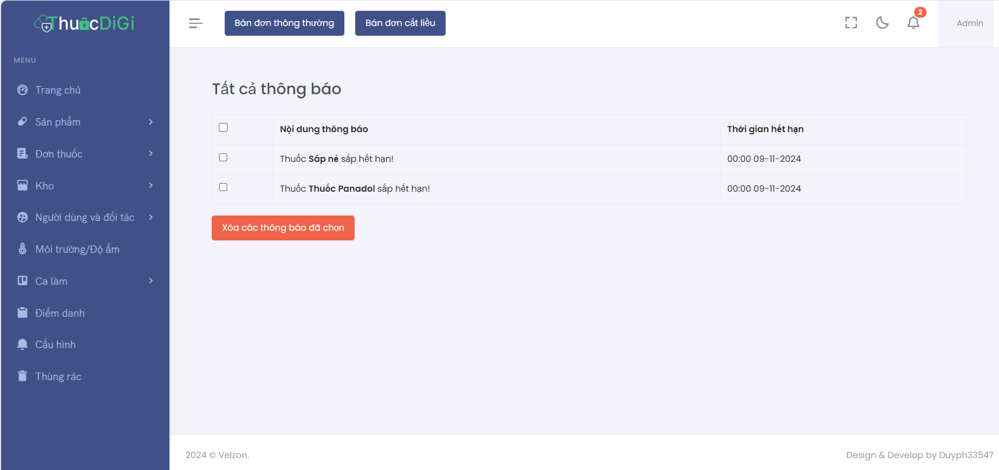 ThuốcDiGi
Bán đơn thông thường
Bán đơn cắt liều
2
Admin
MENU
Trang chủ
Sản phẩm
Đơn thuốc
Kho
Người dùng và đối tác
Môi trường/Độ ẩm
Ca làm
Điểm danh
Cấu hình
Thùng rác
Tất cả thông báo
Nội dung thông báo
Thời gian hết hạn
Thuốc Sáp nẻ sắp hết hạn!
00:00 09-11-2024
Thuốc Thuốc Panadol sắp hết hạn!
00:00 09-11-2024
Xóa các thông báo đã chọn
2024 © Velzon.
Design & Develop by Duyph33547